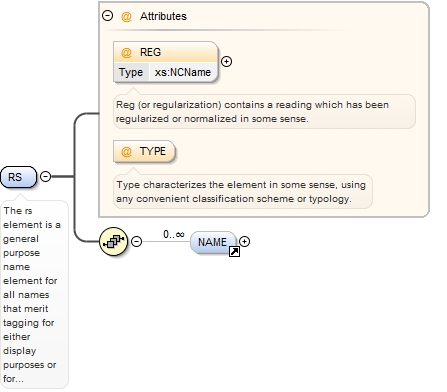 @ Attributes
@ REG
Type xs:NCName
Reg (or regularization) contains a reading which has been
regularized or normalized in some sense.
@ TYPE
Type characterizes the element in some sense, using
any convenient classification scheme or typology.
RS
The rs
element is a
general
purpose
name
element for
all names
that merit
tagging for
either
display
purposes or
for...
0..∞
NAME